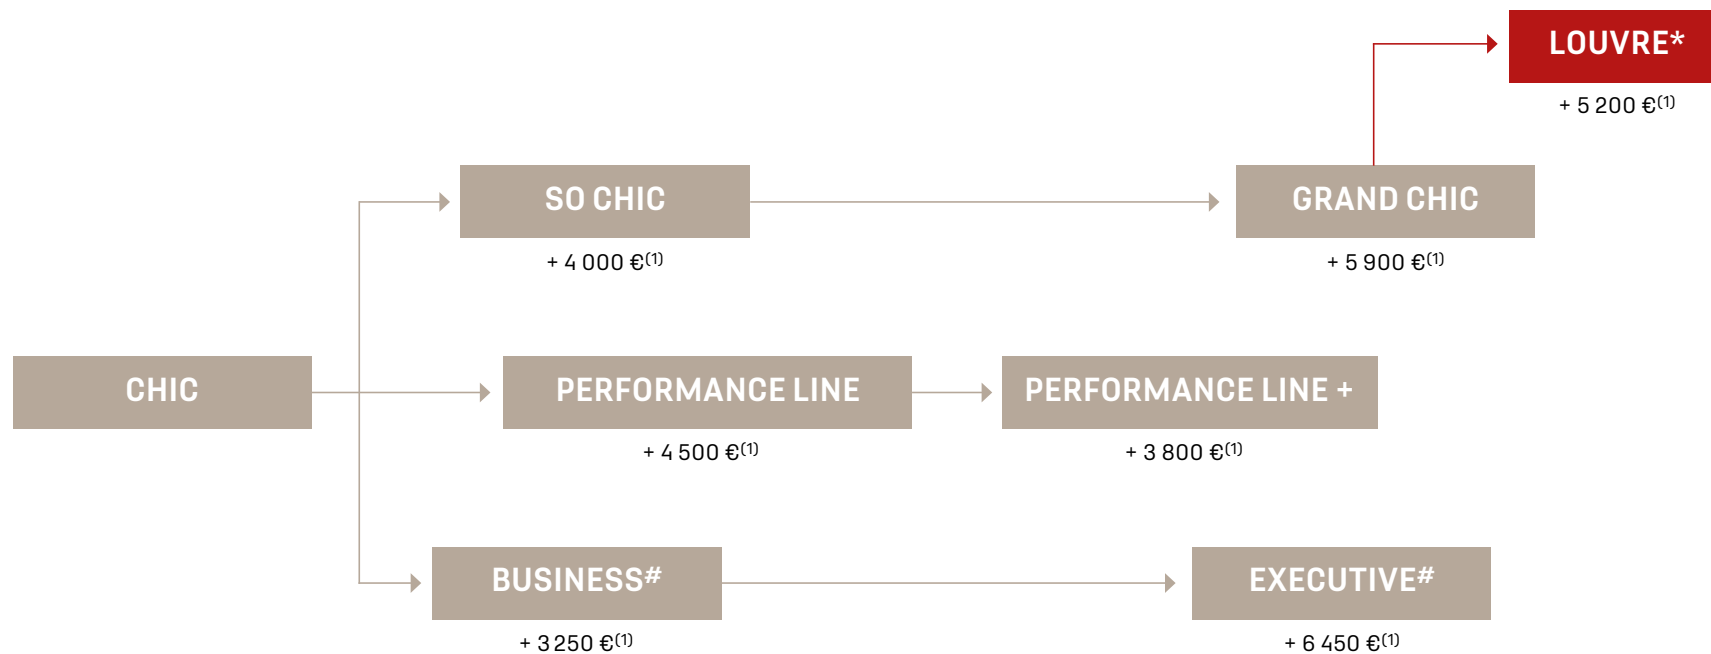 LOUVRE*
+ 5 200 €(1)
SO CHIC
GRAND CHIC
+ 4 000 €(1)
+ 5 900 €(1)
CHIC
PERFORMANCE LINE
PERFORMANCE LINE +
+ 4 500 €(1)
+ 3 800 €(1)
BUSINESS#
EXECUTIVE#
+ 3 250 €(1)
+ 6 450 €(1)